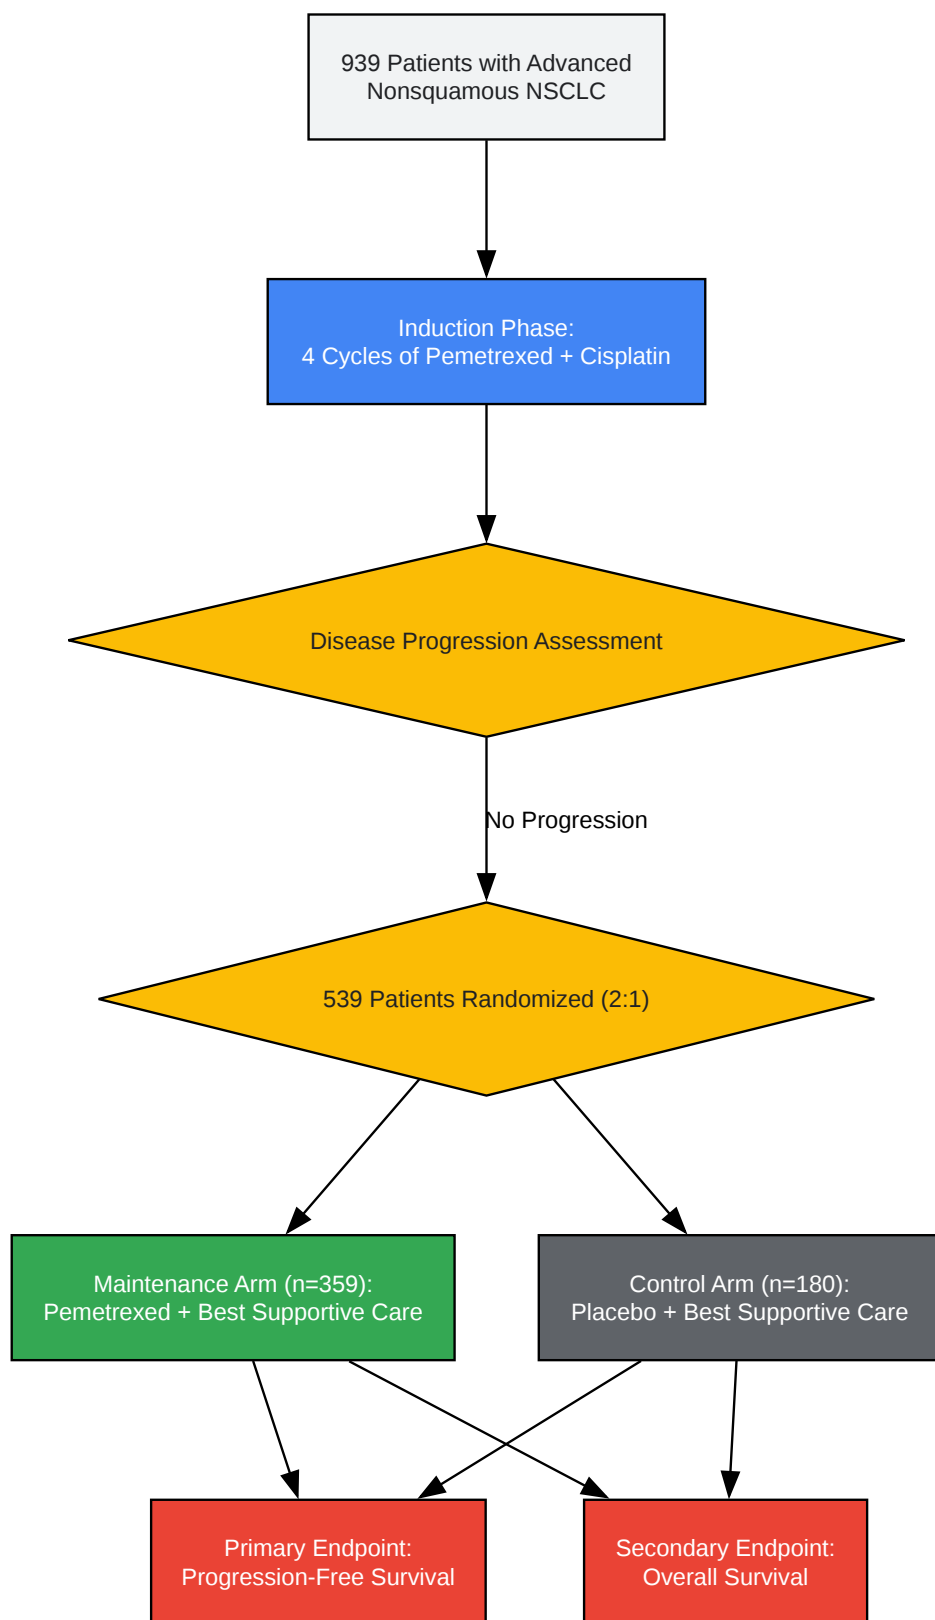 939 Patients with Advanced
Nonsquamous NSCLC
Induction Phase:
4 Cycles of Pemetrexed + Cisplatin
Disease Progression Assessment
No Progression
539 Patients Randomized (2:1)
Maintenance Arm (n=359):
Pemetrexed + Best Supportive Care
Control Arm (n=180):
Placebo + Best Supportive Care
Primary Endpoint:
Progression-Free Survival
Secondary Endpoint:
Overall Survival